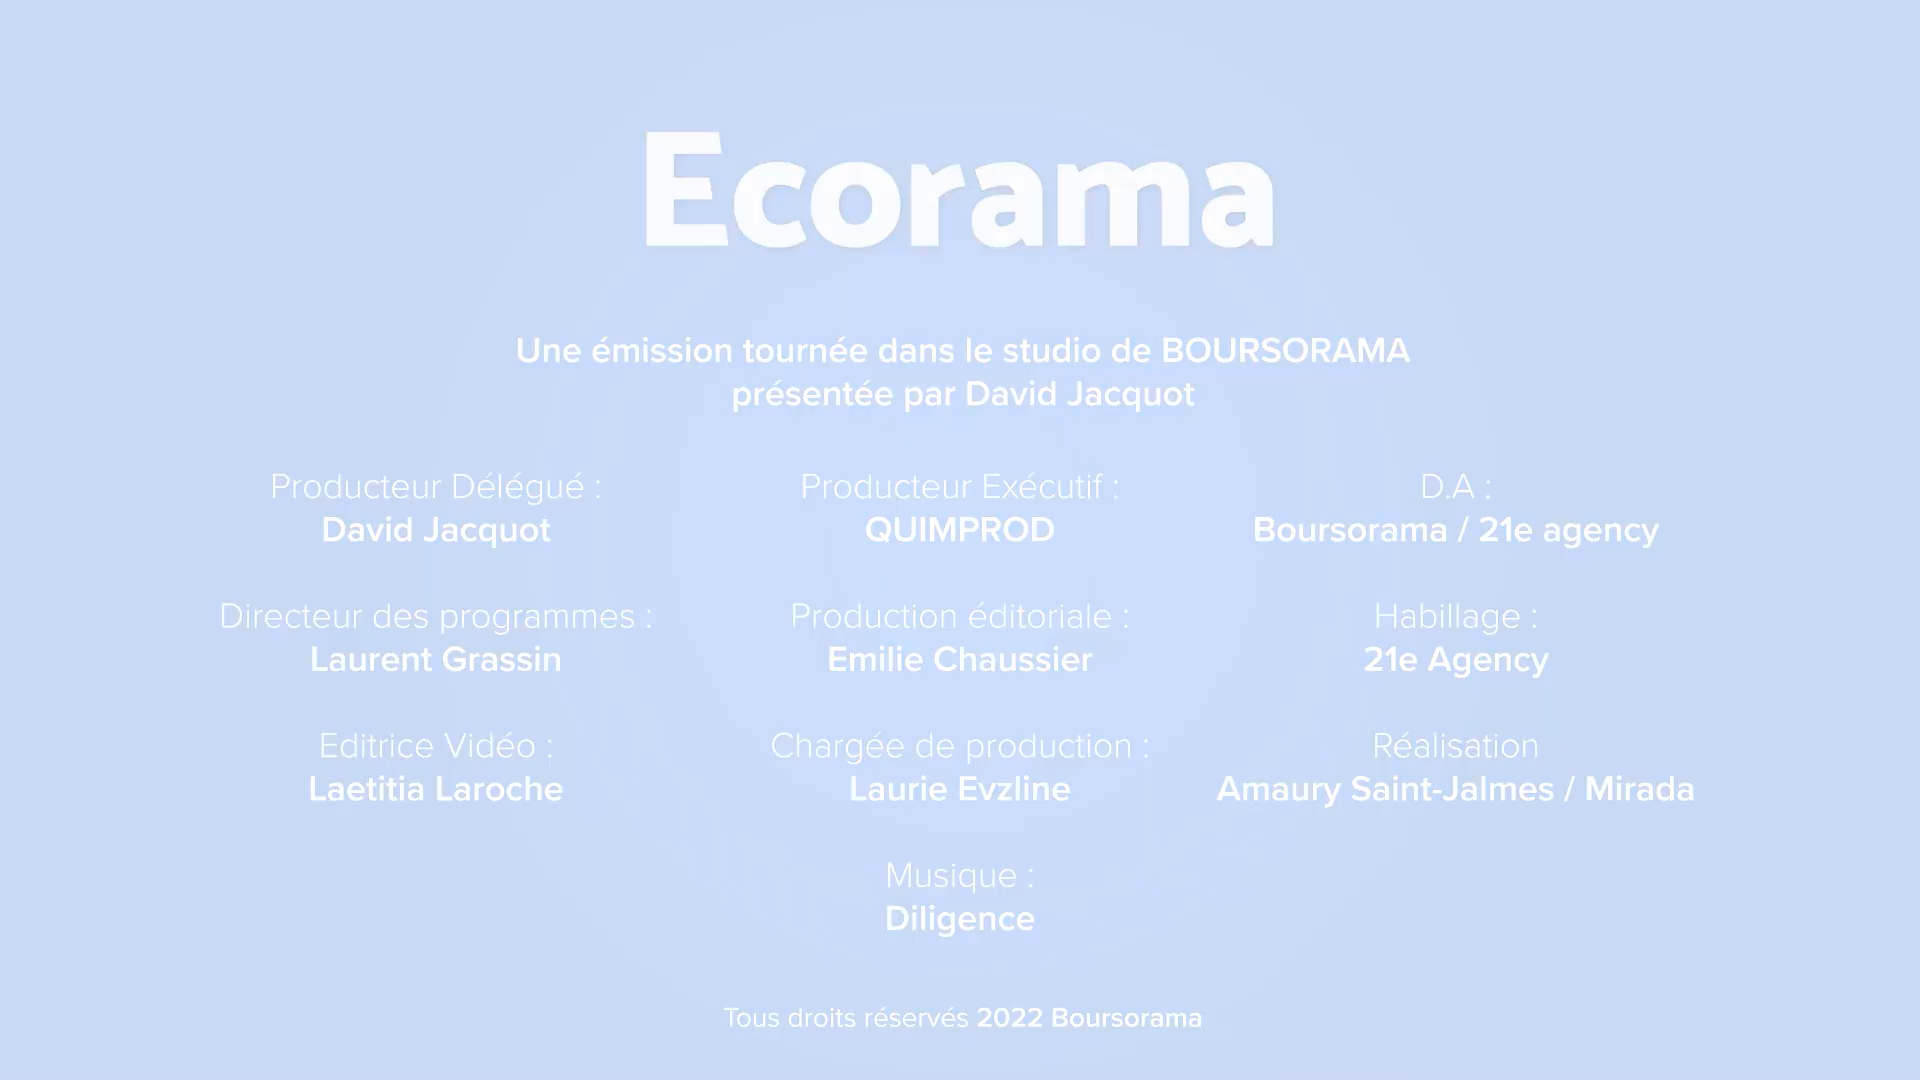 Ecorama
Une émission tournée dans le studio de BOURSORAMA
présentée par David Jacquot
Producteur Délégué :
David Jacquot
Producteur Exécutif :
QUIMPROD
D.A :
Boursorama / 21e agency
Directeur des programmes :
Laurent Grassin
Production éditoriale :
Emilie Chaussier
Habillage :
21e Agency
Editrice Vidéo :
Laetitia Laroche
Chargée de production :
Laurie Evzline
Réalisation
Amaury Saint-Jalmes / Mirada
Musique :
Diligence
Tous droits réservés 2022 Boursorama